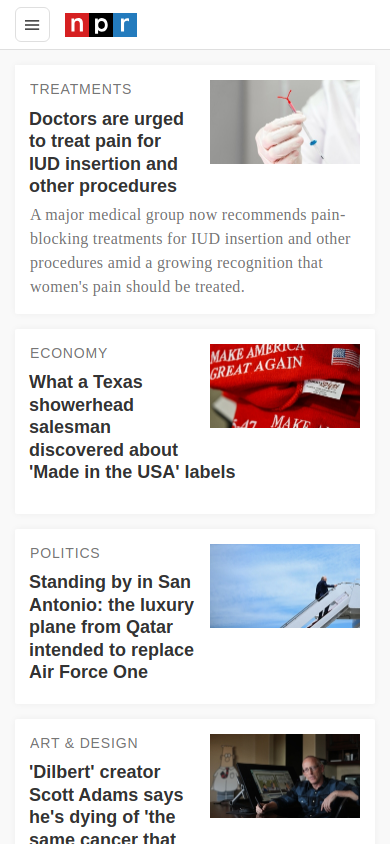 npr
TREATMENTS
Doctors are urged
to treat pain for
IUD insertion and
other procedures
A major medical group now recommends pain-
blocking treatments for IUD insertion and other
procedures amid a growing recognition that
women's pain should be treated.
ECONOMY
What a Texas
showerhead
salesman
discovered about
'Made in the USA' labels
MAKE AMERICA
GREAT AGAIN
POLITICS
Standing by in San
Antonio: the luxury
plane from Qatar
intended to replace
Air Force One
ART & DESIGN
'Dilbert' creator
Scott Adams says
he's dying of 'the
same cancer that